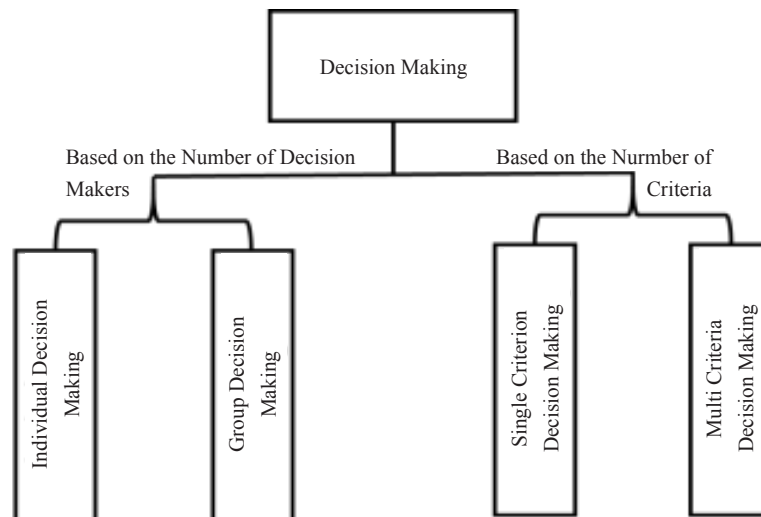 Decision Making
Based on the Number of Decision
Makers
Based on the Nurmber of
Criteria
Individual Decision
Making
Group Decision
Making
Single Criterion
Decision Making
Multi Criteria
Decision Making